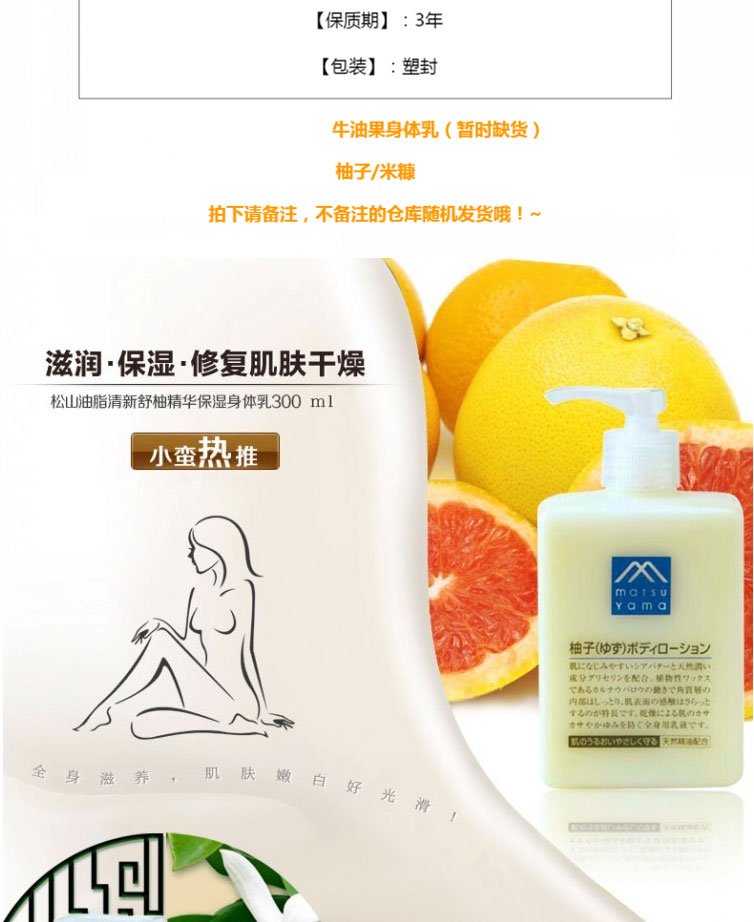 【保质期】：3年
【包装】：塑封
牛油果身体乳（暂时缺货）
柚子/米糠
拍下请备注，不备注的仓库随机发货哦！~
滋润·保湿·修复肌肤干燥
松山油脂清新舒柚精华保湿身体乳300 ml
小蛮热推
matsu
yama
柚子(ゆず)ボディローション
肌になじみやすいシアバターと天然潤い
成分グリセリンを配合。植物性ワックス
であるカルナウバロウの働きで角質層の
内部はしっとり、肌表面の感触はさらっと
するのが特長です。乾燥による肌のカサ
カサやかゆみを防ぐ全身用乳液です。
肌のうるおいやさしく守る 天然精油配合
全身滋养，肌肤嫩白好光滑！